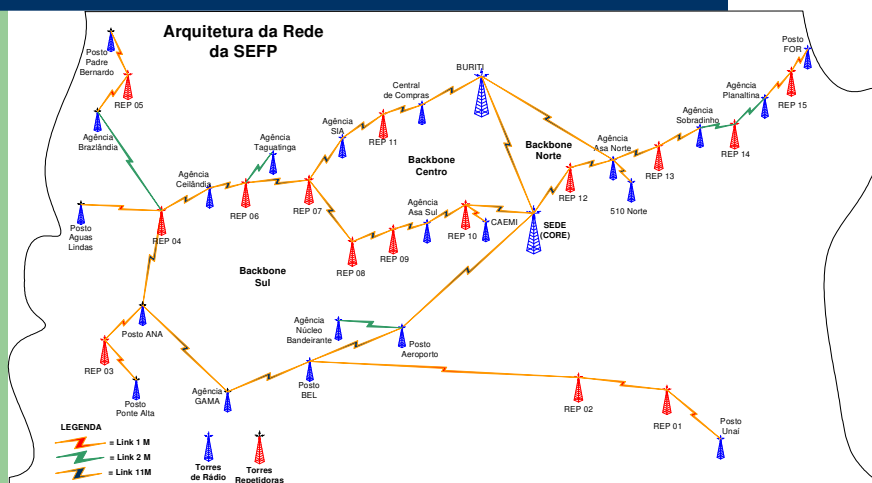 Arquitetura da Rede
da SEFP
Posto
Padre
Bernardo
REP 05
Agência
Brazlândia
Posto
Aguas
Lindas
REP 04
Agência
Ceilândia
REP 06
Agência
Taguatinga
REP 07
Agência
SIA
REP 11
Central
de Compras
BURITI
Backbone
Centro
Backbone
Norte
Agência
Asa Norte
REP 12
510 Norte
REP 13
Agência
Sobradinho
REP 14
Agência
Planaltina
REP 15
Posto
FOR
REP 08
REP 09
Agência
Asa Sul
REP 10
CAEMI
SEDE
(CORE)
Backbone
Sul
Posto ANA
REP 03
Posto
Ponte Alta
Agência
GAMA
Agência
Núcleo
Bandeirante
Posto
Aeroporto
Posto
BEL
REP 02
REP 01
Posto
Unaí
LEGENDA
= Link 1 M
= Link 2 M
= Link 11M
Torres
de Rádio
Torres
Repetidoras